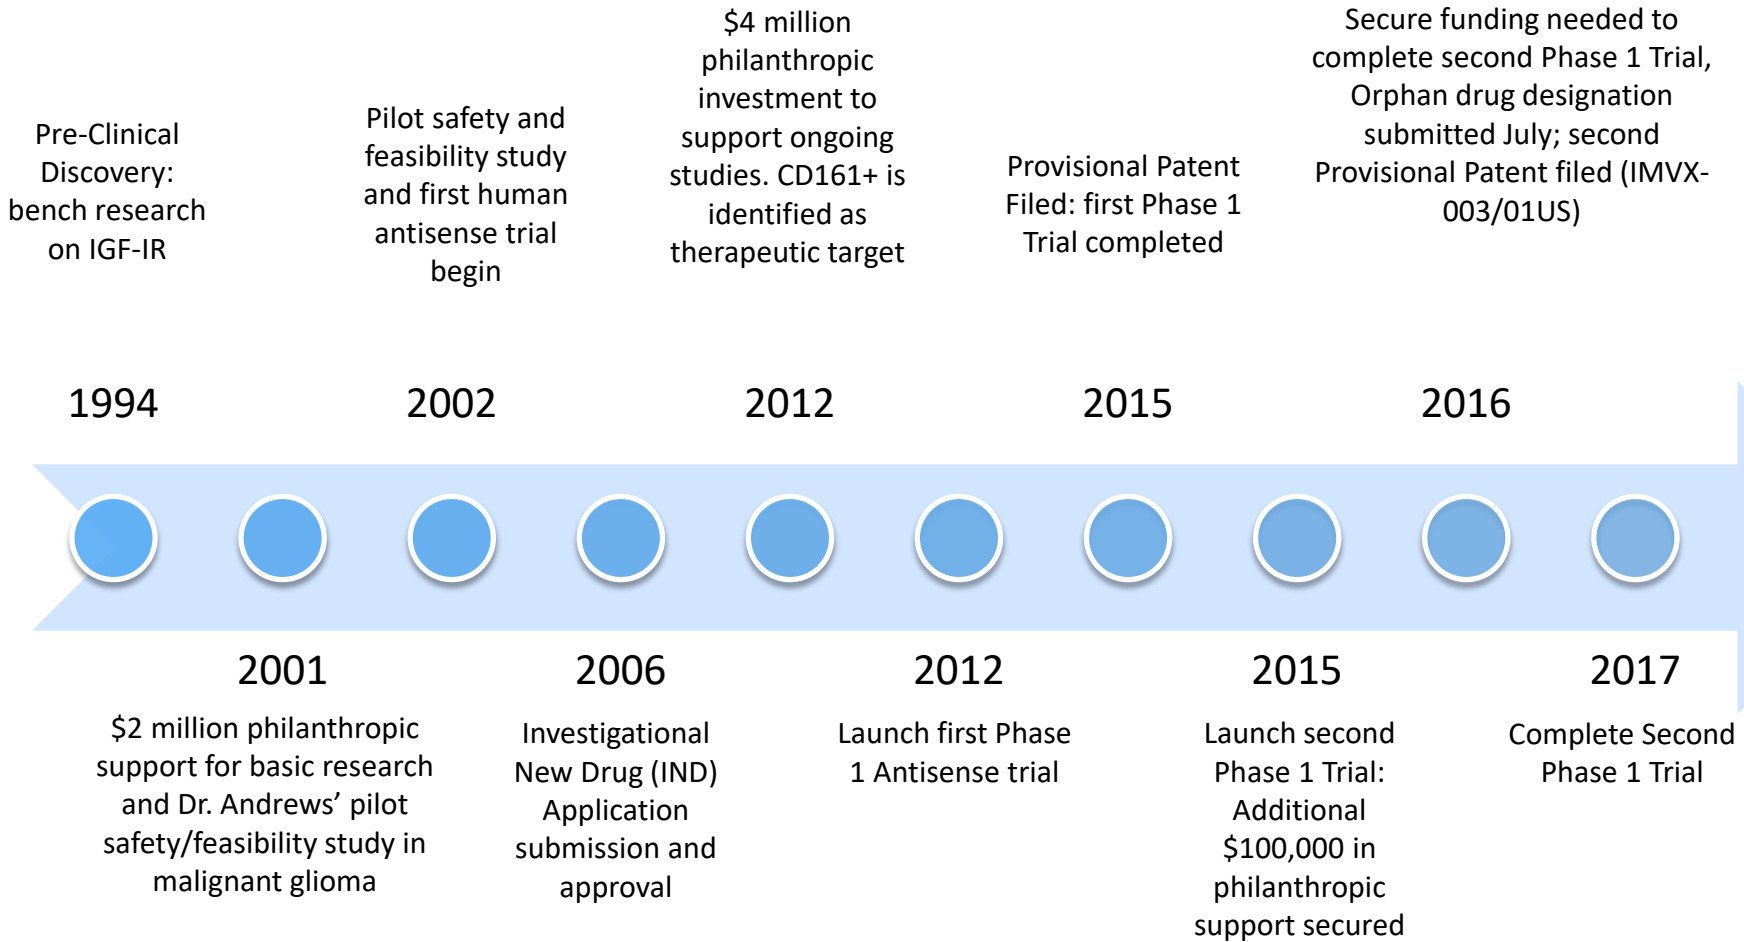 Pre-Clinical
Discovery:
bench research
on IGF-IR
1994
$2 million philanthropic
support for basic research
and Dr. Andrews’ pilot
safety/feasibility study in
malignant glioma
2001
Pilot safety and
feasibility study
and first human
antisense trial
begin
2002
2006
Investigational
New Drug (IND)
Application
submission and
approval
$4 million
philanthropic
investment to
support ongoing
studies. CD161+ is
identified as
therapeutic target
2012
2012
Launch first Phase
1 Antisense trial
Provisional Patent
Filed: first Phase 1
Trial completed
2015
2015
Launch second
Phase 1 Trial:
Additional
$100,000 in
philanthropic
support secured
Secure funding needed to
complete second Phase 1 Trial,
Orphan drug designation
submitted July; second
Provisional Patent filed (IMVX-
003/01US)
2016
2017
Complete Second
Phase 1 Trial